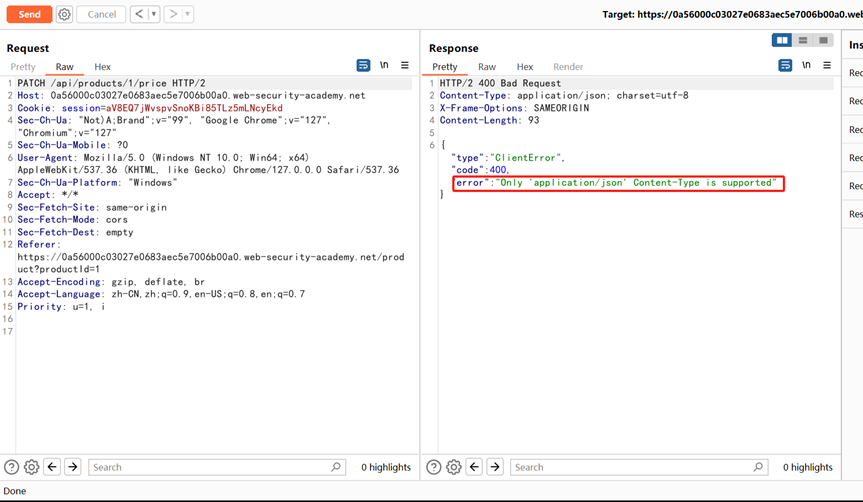 Send
Cancel
Target: https://0a56000c03027e0683aec5e7006b00a0.web
Request
Pretty Raw Hex
\n
1 PATCH /api/products/1/price HTTP/2
2 Host: 0a56000c03027e0683aec5e7006b00a0.web-security-academy.net
3 Cookie: session=aV8EQ7jWvspvSnoKBi85TLz5mLNcyEkd
4 Sec-Ch-Ua: "Not)A;Brand";v="99", "Google Chrome";v="127",
"Chromium";v="127"
5 Sec-Ch-Ua-Mobile: ?0
6 User-Agent: Mozilla/5.0 (Windows NT 10.0; Win64; x64)
AppleWebKit/537.36 (KHTML, like Gecko) Chrome/127.0.0.0 Safari/537.36
7 Sec-Ch-Ua-Platform: "Windows"
8 Accept: */*
9 Sec-Fetch-Site: same-origin
10 Sec-Fetch-Mode: cors
11 Sec-Fetch-Dest: empty
12 Referer:
https://0a56000c03027e0683aec5e7006b00a0.web-security-academy.net/prod
uct?productId=1
13 Accept-Encoding: gzip, deflate, br
14 Accept-Language: zh-CN,zh;q=0.9,en-US;q=0.8,en;q=0.7
15 Priority: u=1, i
16
17
Search
0 highlights
Response
Pretty Raw Hex Render
\n
1 HTTP/2 400 Bad Request
2 Content-Type: application/json; charset=utf-8
3 X-Frame-Options: SAMEORIGIN
4 Content-Length: 93
5
6 {
"type":"ClientError",
"code":400,
"error":"Only 'application/json' Content-Type is supported"
}
Search
0 highlights
Ins
Rec
Rec
Rec
Rec
Rec
Res
Done